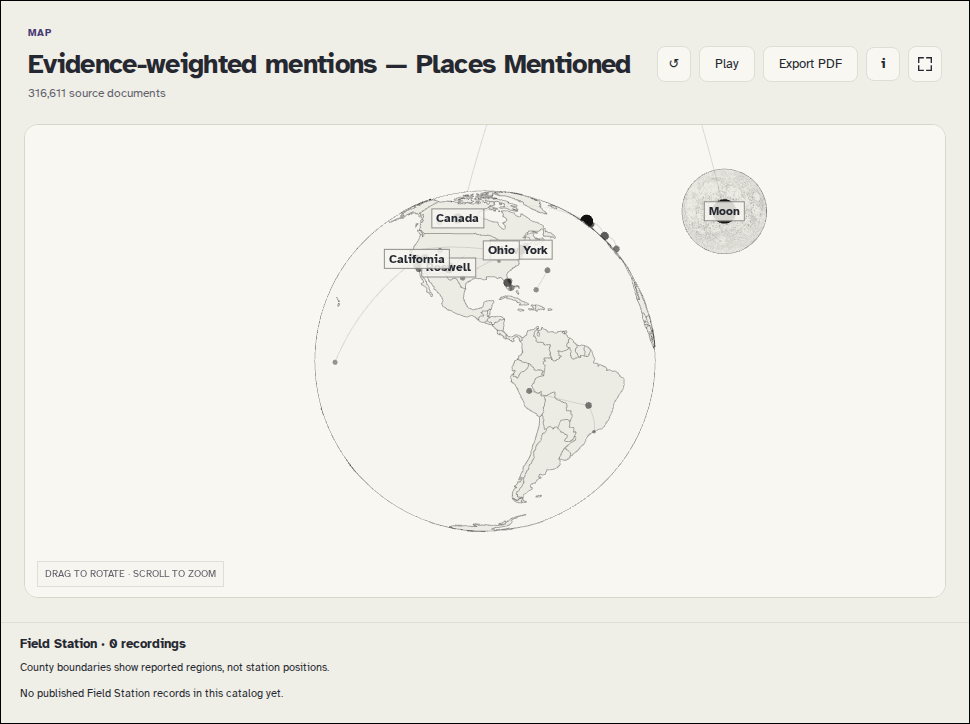 MAP
Evidence-weighted mentions — Places Mentioned
316,611 source documents
↺ Play Export PDF i
Moon
Canada
Ohio York
California
Roswell
DRAG TO ROTATE · SCROLL TO ZOOM
Field Station · 0 recordings
County boundaries show reported regions, not station positions.
No published Field Station records in this catalog yet.